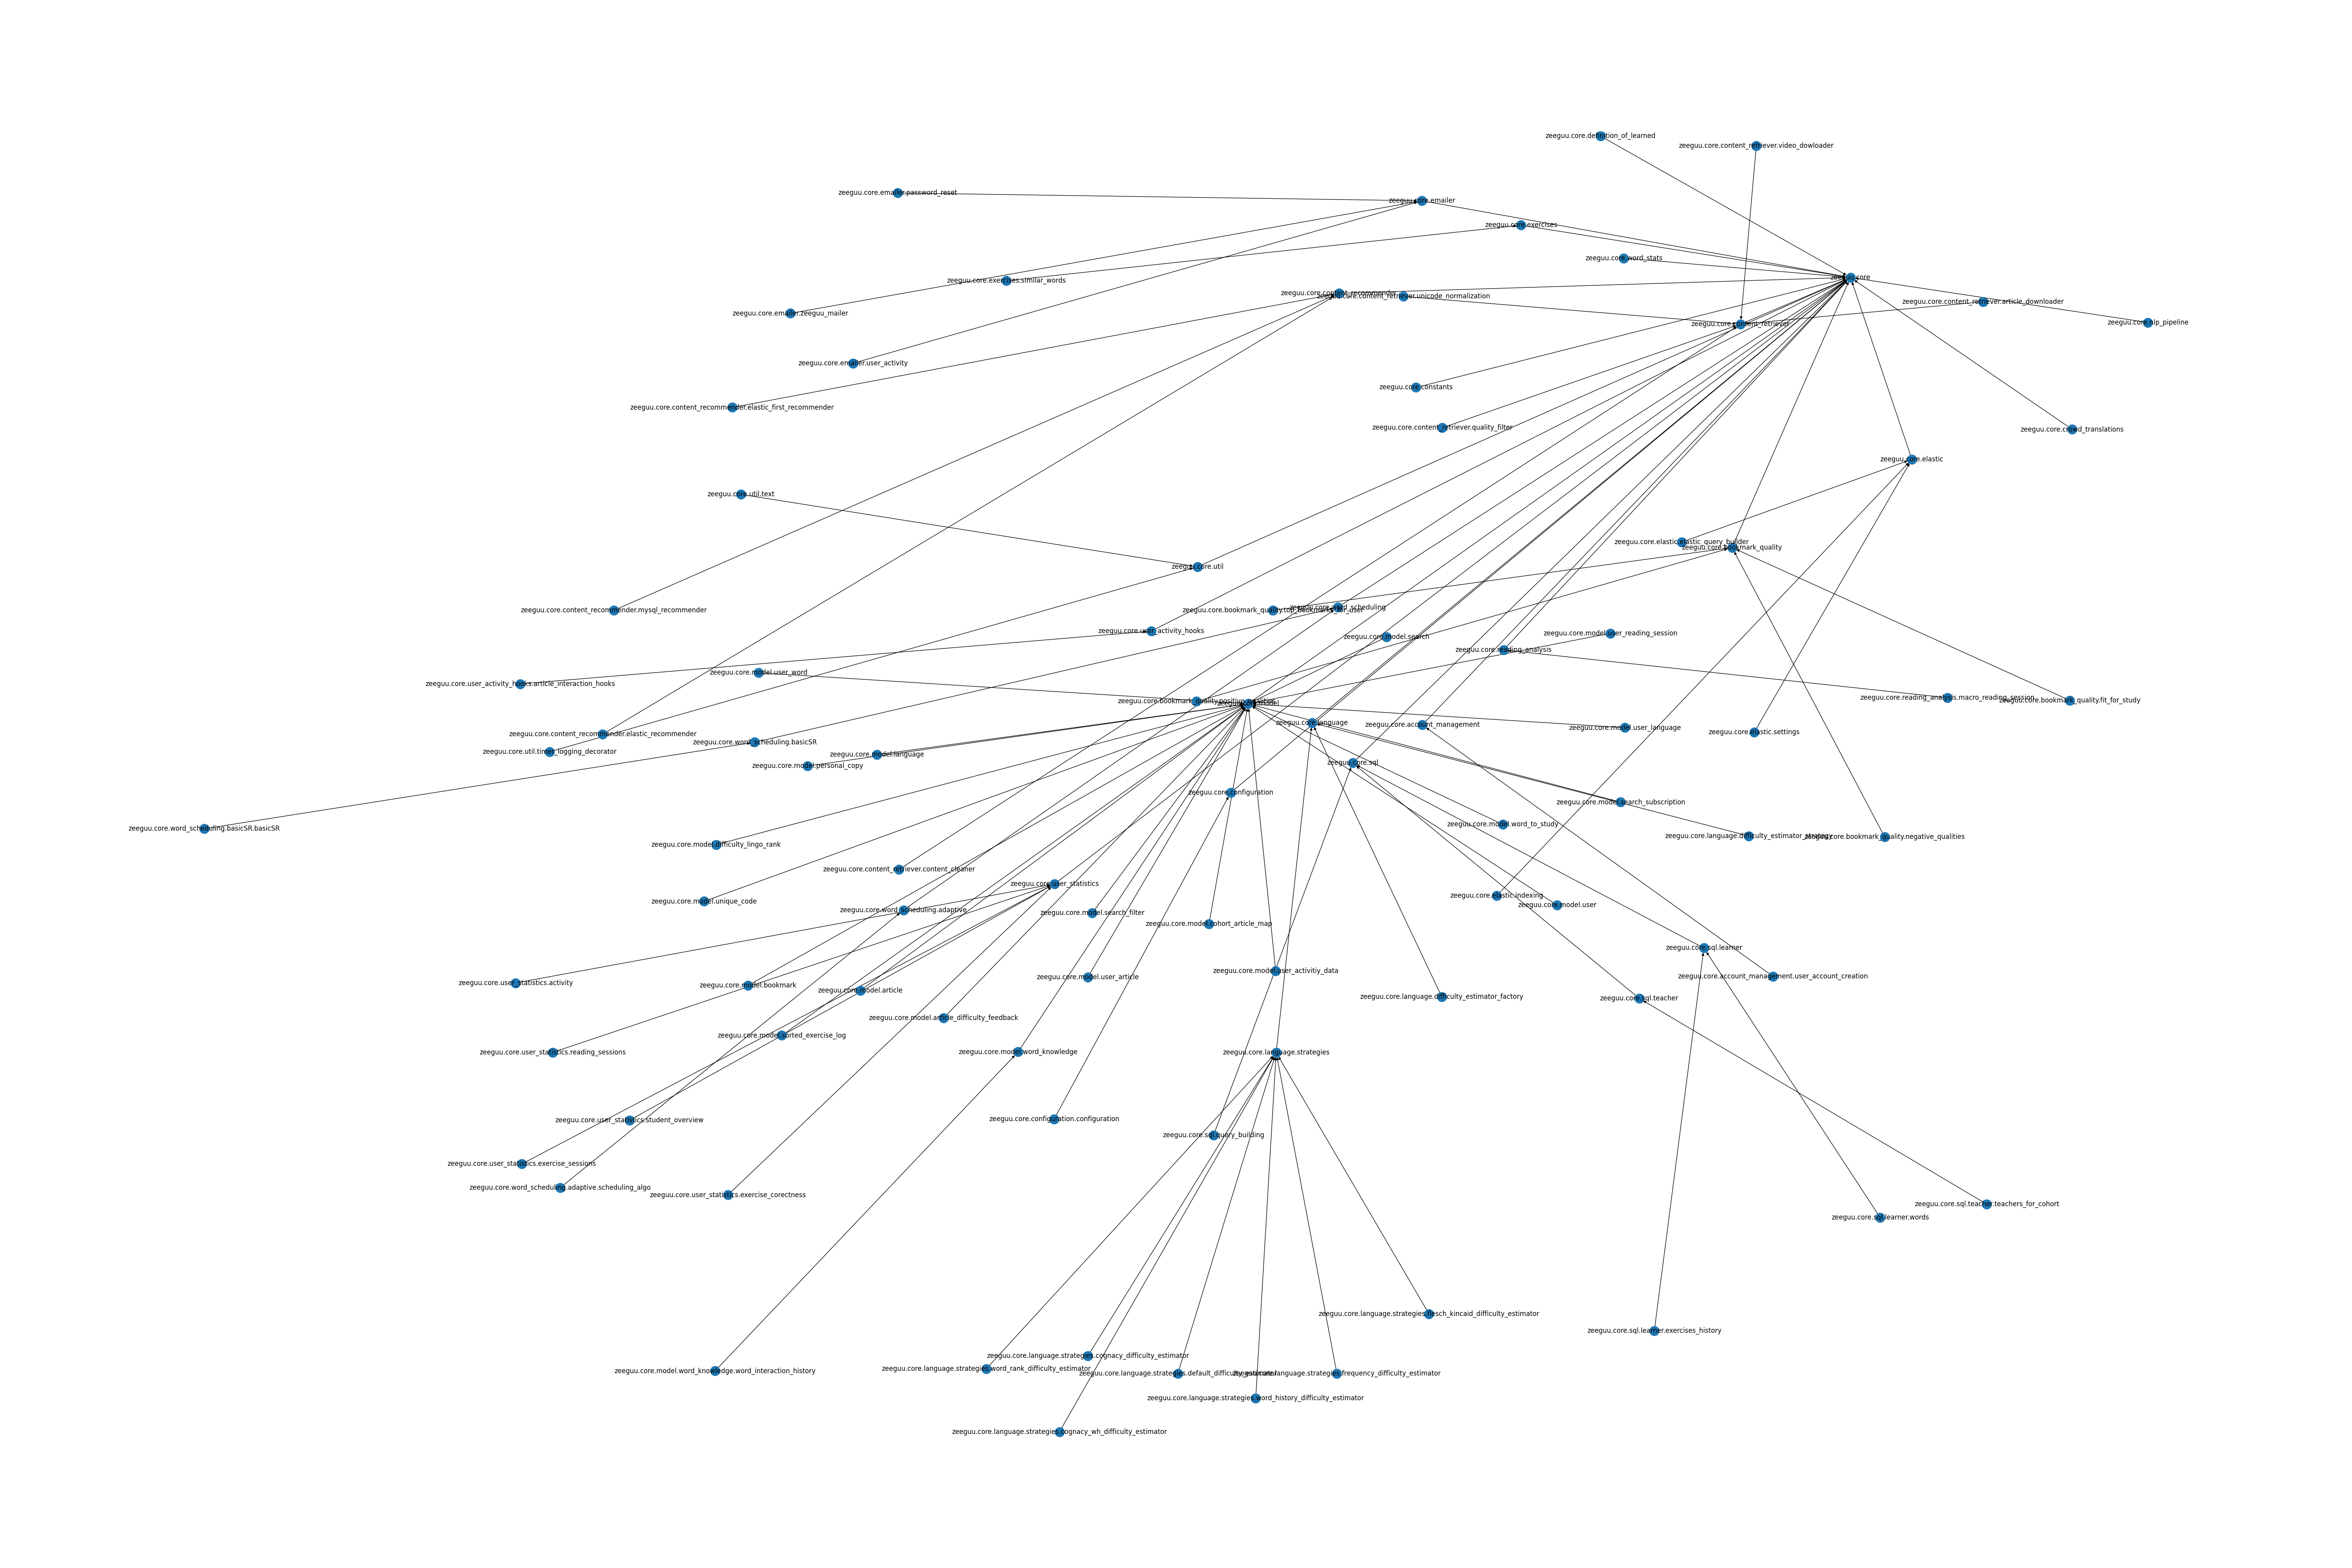 zeeguu.core.definition_of_learned
zeeguu.core.content_retriever.video_dowloader
zeeguu.core.emailer.password_reset
zeeguu.core.emailer
zeeguu.core.exercises
zeeguu.core.word_stats
zeeguu.core
zeeguu.core.exercises.similar_words
zeeguu.core.content_recommender
zeeguu.core.content_retriever.unicode_normalization
zeeguu.core.content_retriever.article_downloader
zeeguu.core.emailer.zeeguu_mailer
zeeguu.core.content_retriever
zeeguu.core.nlp_pipeline
zeeguu.core.emailer.user_activity
zeeguu.core.constants
zeeguu.core.content_recommender.elastic_first_recommender
zeeguu.core.content_retriever.quality_filter
zeeguu.core.crowd_translations
zeeguu.core.elastic
zeeguu.core.util.text
zeeguu.core.elastic.elastic_query_builder
zeeguu.core.bookmark_quality
zeeguu.core.util
zeeguu.core.content_recommender.mysql_recommender
zeeguu.core.bookmark_quality.top_bookmarks_for_user
zeeguu.core.word_scheduling
zeeguu.core.user_activity_hooks
zeeguu.core.model.search
zeeguu.core.model.user_reading_session
zeeguu.core.reading_analysis
zeeguu.core.model.user_word
zeeguu.core.user_activity_hooks.article_interaction_hooks
zeeguu.core.reading_analysis.macro_reading_session
zeeguu.core.bookmark_quality.fit_for_study
zeeguu.core.bookmark_quality.positive_qualities
zeeguu.core.model
zeeguu.core.language
zeeguu.core.account_management
zeeguu.core.model.user_language
zeeguu.core.elastic.settings
zeeguu.core.content_recommender.elastic_recommender
zeeguu.core.word_scheduling.basicSR
zeeguu.core.util.timer_logging_decorator
zeeguu.core.model.language
zeeguu.core.model.personal_copy
zeeguu.core.sql
zeeguu.core.configuration
zeeguu.core.model.search_subscription
zeeguu.core.word_scheduling.basicSR.basicSR
zeeguu.core.model.word_to_study
zeeguu.core.language.difficulty_estimator_strategy
zeeguu.core.bookmark_quality.negative_qualities
zeeguu.core.model.difficulty_lingo_rank
zeeguu.core.content_retriever.content_cleaner
zeeguu.core.user_statistics
zeeguu.core.elastic.indexing
zeeguu.core.model.unique_code
zeeguu.core.model.user
zeeguu.core.word_scheduling.adaptive
zeeguu.core.model.search_filter
zeeguu.core.model.cohort_article_map
zeeguu.core.sql.learner
zeeguu.core.model.user_activitiy_data
zeeguu.core.model.user_article
zeeguu.core.account_management.user_account_creation
zeeguu.core.user_statistics.activity
zeeguu.core.model.bookmark
zeeguu.core.model.article
zeeguu.core.language.difficulty_estimator_factory
zeeguu.core.sql.teacher
zeeguu.core.model.article_difficulty_feedback
zeeguu.core.model.sorted_exercise_log
zeeguu.core.user_statistics.reading_sessions
zeeguu.core.model.word_knowledge
zeeguu.core.language.strategies
zeeguu.core.user_statistics.student_overview
zeeguu.core.configuration.configuration
zeeguu.core.sql.query_building
zeeguu.core.user_statistics.exercise_sessions
zeeguu.core.word_scheduling.adaptive.scheduling_algo
zeeguu.core.user_statistics.exercise_corectness
zeeguu.core.sql.teacher.teachers_for_cohort
zeeguu.core.sql.learner.words
zeeguu.core.language.strategies.flesch_kincaid_difficulty_estimator
zeeguu.core.sql.learner.exercises_history
zeeguu.core.language.strategies.cognacy_difficulty_estimator
zeeguu.core.language.strategies.word_rank_difficulty_estimator
zeeguu.core.model.word_knowledge.word_interaction_history
zeeguu.core.language.strategies.default_difficulty_estimator
zeeguu.core.language.strategies.frequency_difficulty_estimator
zeeguu.core.language.strategies.word_history_difficulty_estimator
zeeguu.core.language.strategies.cognacy_wh_difficulty_estimator